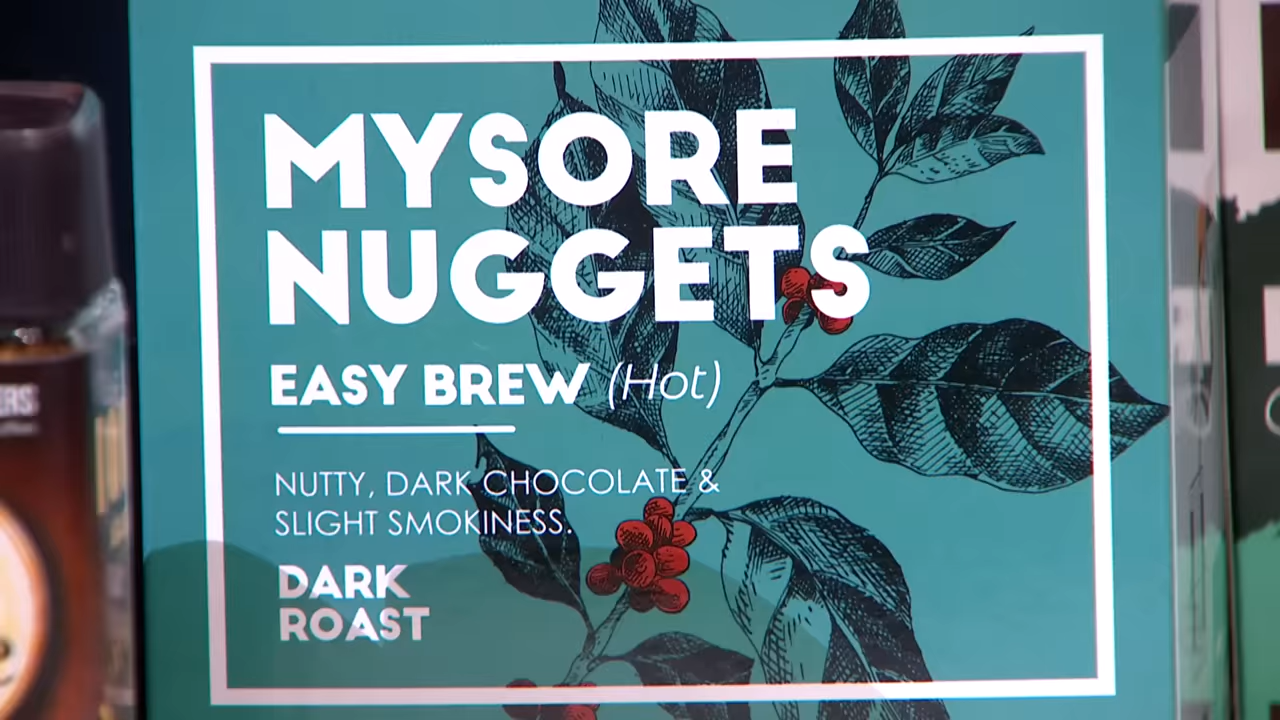 MYSORE
NUGGETS
EASY BREW (Hot)
NUTTY, DARK CHOCOLATE &
SLIGHT SMOKINESS.
DARK
ROAST